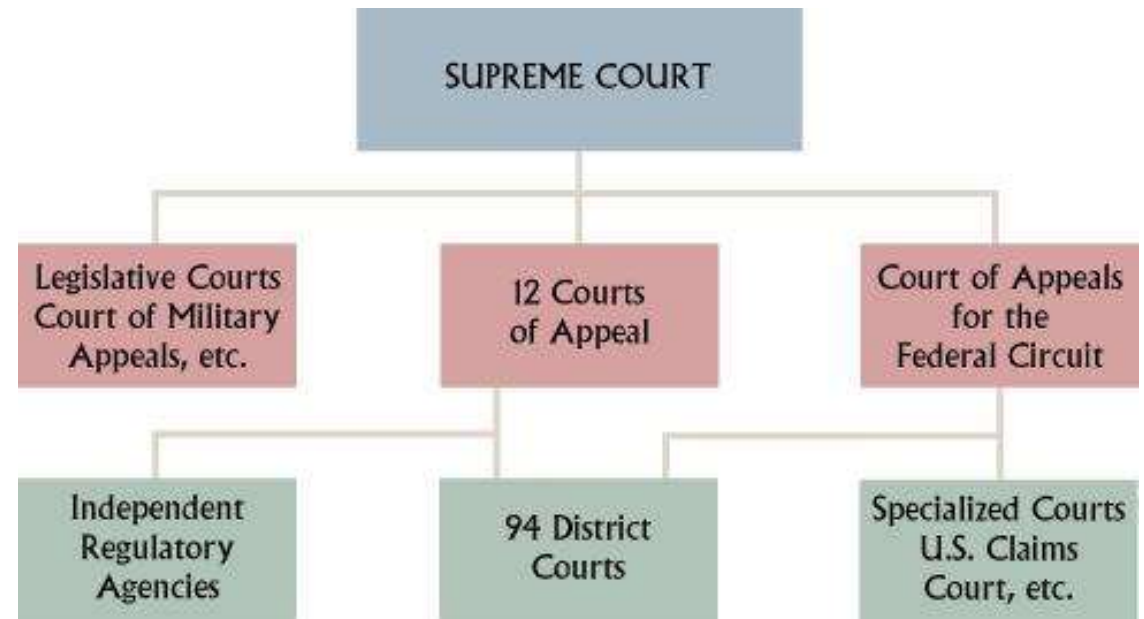 SUPREME COURT
Legislative Courts
Court of Military
Appeals, etc.
12 Courts
of Appeal
Court of Appeals
for the
Federal Circuit
Independent
Regulatory
Agencies
94 District
Courts
Specialized Courts
U.S. Claims
Court, etc.